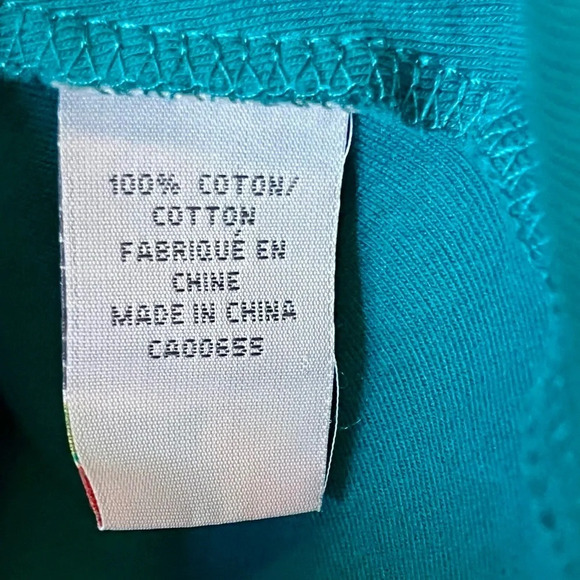 100% COTON/
COTTON
FABRIQUÉ EN
CHINE
MADE IN CHINA
CA00655